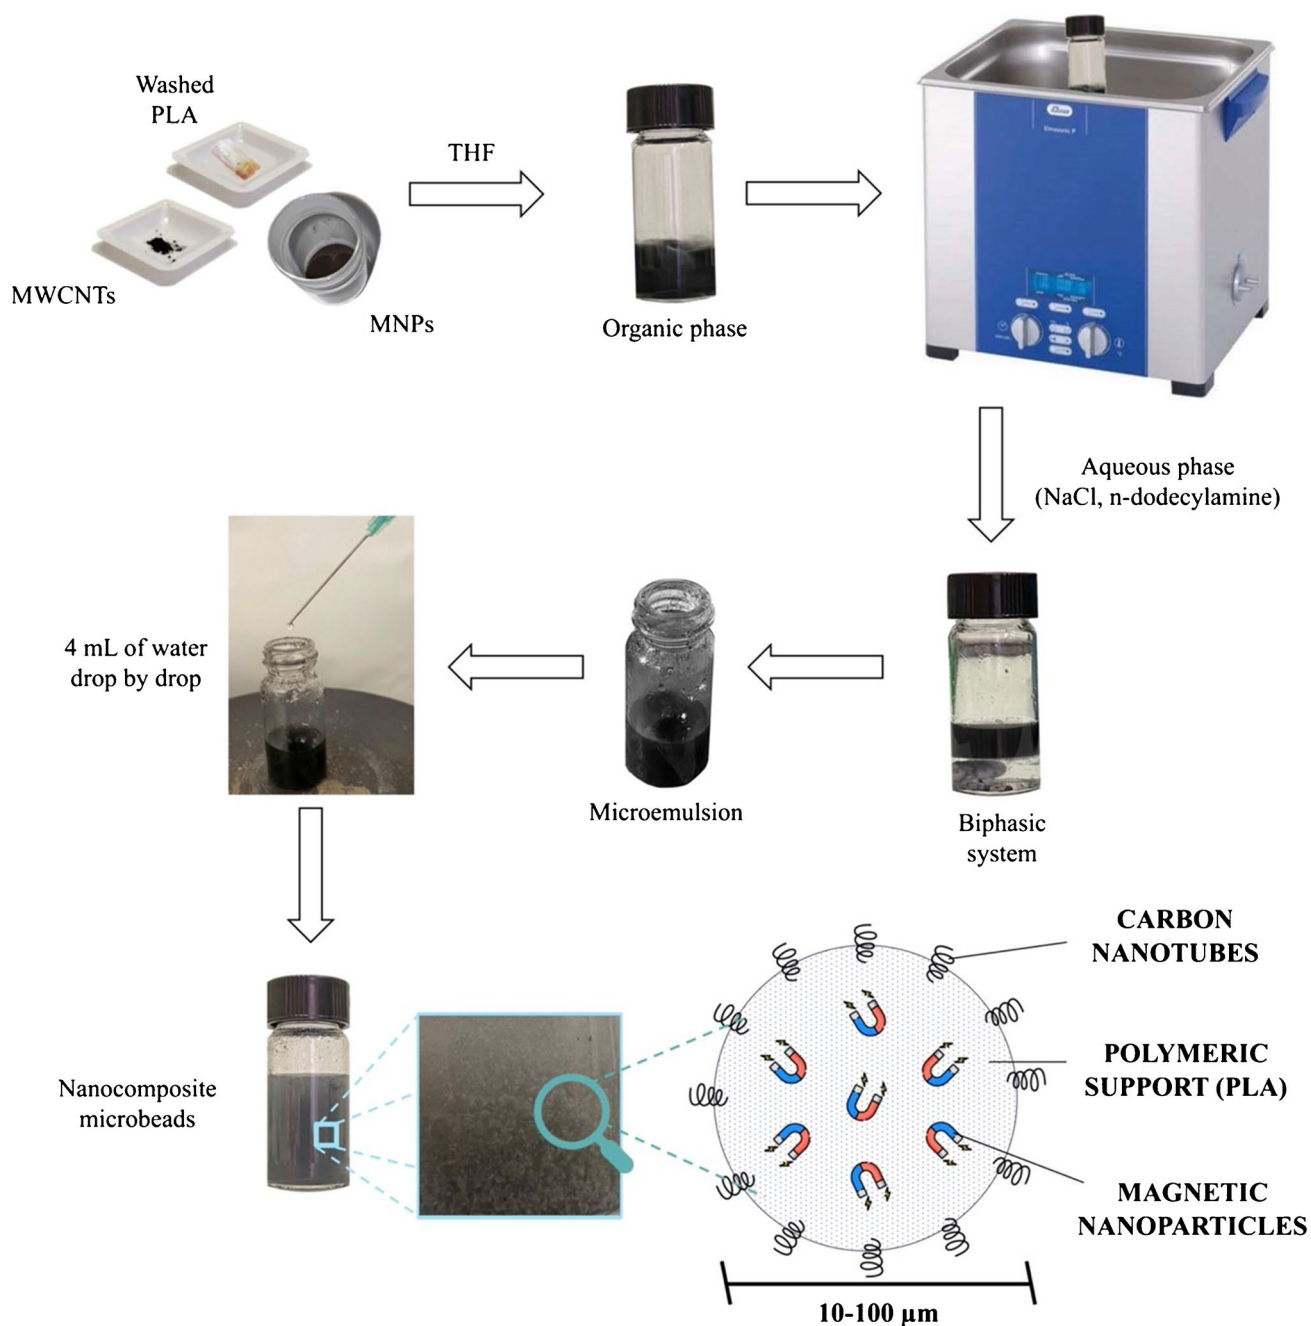 Washed
PLA
THF
MWCNTs
MNPs
Organic phase
Elmasonic P
Aqueous phase
(NaCl, n-dodecylamine)
4 mL of water
drop by drop
Microemulsion
Biphasic
system
CARBON
NANOTUBES
Nanocomposite
microbeads
POLYMERIC
SUPPORT (PLA)
MAGNETIC
NANOPARTICLES
10-100 µm